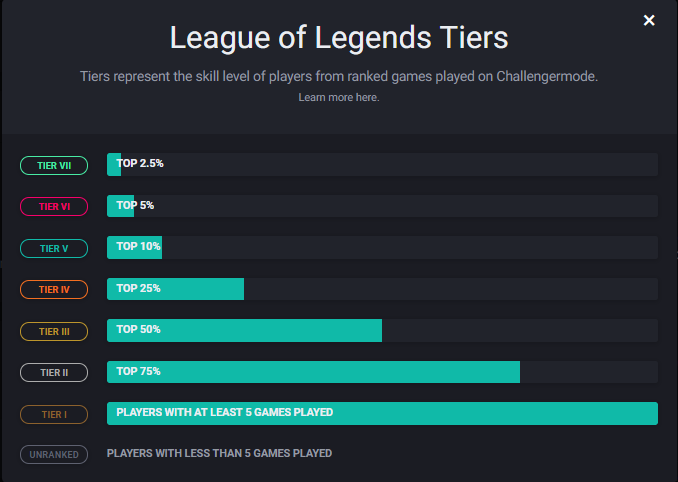 ×
League of Legends Tiers
Tiers represent the skill level of players from ranked games played on Challengermode.
Learn more here.
TIER VII TOP 2.5%
TIER VI TOP 5%
TIER V TOP 10%
TIER IV TOP 25%
TIER III TOP 50%
TIER II TOP 75%
TIER I PLAYERS WITH AT LEAST 5 GAMES PLAYED
UNRANKED PLAYERS WITH LESS THAN 5 GAMES PLAYED